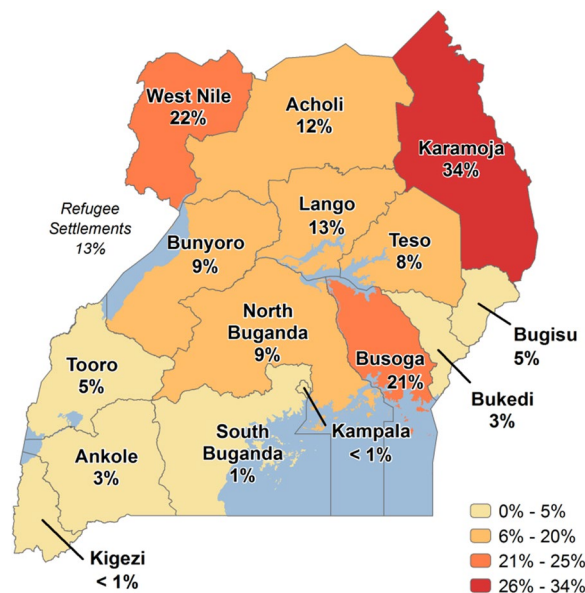 West Nile
22%
Acholi
12%
Karamoja
34%
Refugee
Settlements
13%
Lango
13%
Bunyoro
9%
Teso
8%
North
Buganda
9%
Bugisu
5%
Tooro
5%
Busoga
21%
Bukedi
3%
South
Buganda
1%
Kampala
< 1%
Ankole
3%
Kigezi
< 1%
0% - 5%
6% - 20%
21% - 25%
26% - 34%